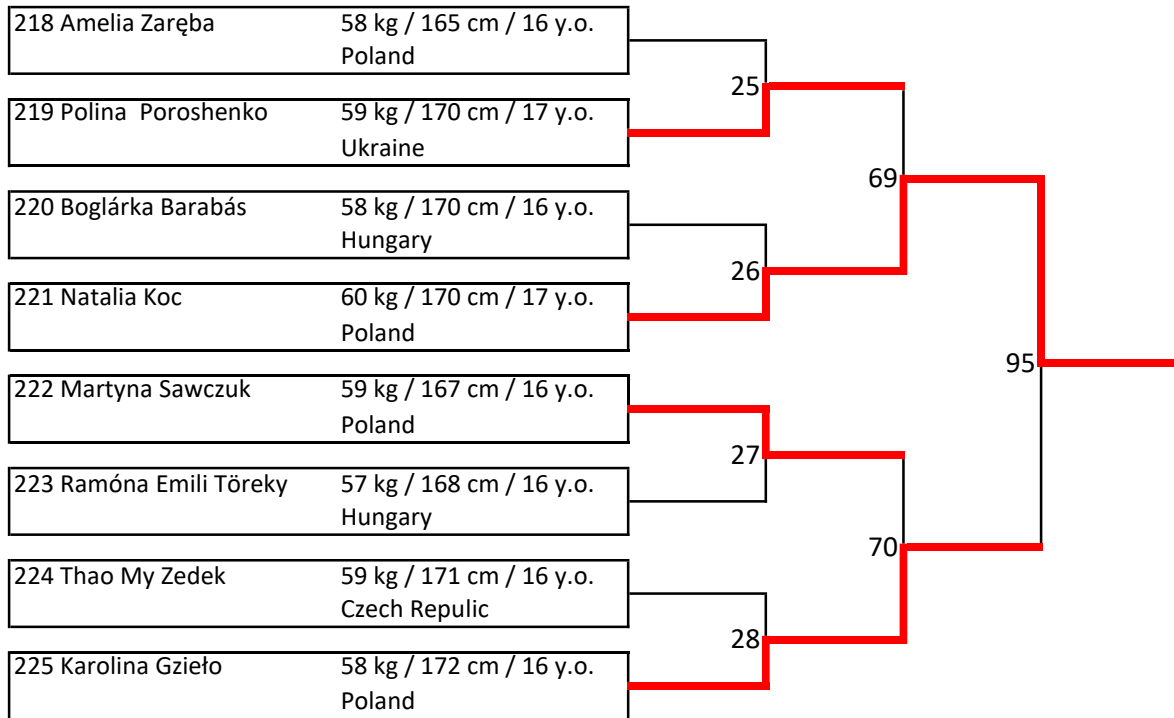 218 Amelia Zaręba 58 kg / 165 cm / 16 y.o.
Poland
25
219 Polina  Poroshenko 59 kg / 170 cm / 17 y.o.
Ukraine
69
220 Boglárka Barabás 58 kg / 170 cm / 16 y.o.
Hungary
26
221 Natalia Koc 60 kg / 170 cm / 17 y.o.
Poland
95
222 Martyna Sawczuk 59 kg / 167 cm / 16 y.o.
Poland
27
223 Ramóna Emili Töreky 57 kg / 168 cm / 16 y.o.
Hungary
70
224 Thao My Zedek 59 kg / 171 cm / 16 y.o.
Czech Repulic
28
225 Karolina Gzieło 58 kg / 172 cm / 16 y.o.
Poland